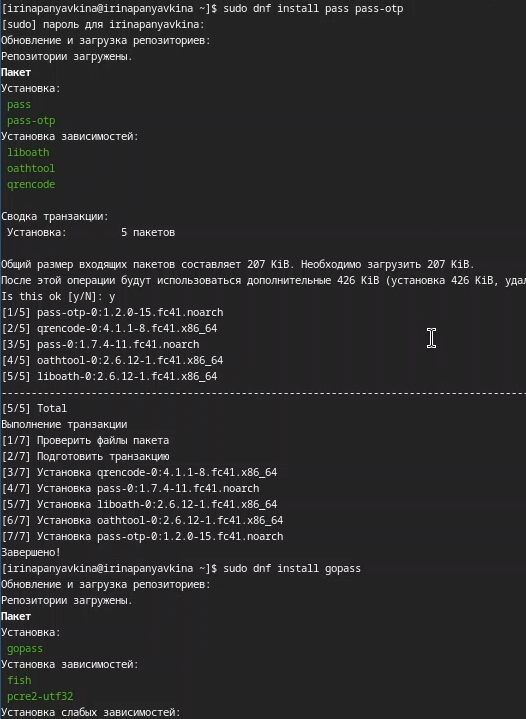 [irinapanyavkina@irinapanyavkina ~]$ sudo dnf install pass pass-otp
[sudo] пароль для irinapanyavkina:
Обновление и загрузка репозиториев:
Репозитории загружены.
Пакет
Установка:
pass
pass-otp
Установка зависимостей:
liboath
oathtool
qrencode
Сводка транзакции:
Установка: 5 пакетов
Общий размер входящих пакетов составляет 207 KiB. Необходимо загрузить 207 KiB.
После этой операции будут использоваться дополнительные 426 KiB (установка 426 KiB, удал
Is this ok [y/N]: y
[1/5] pass-otp-0:1.2.0-15.fc41.noarch
[2/5] qrencode-0:4.1.1-8.fc41.x86_64
[3/5] pass-0:1.7.4-11.fc41.noarch
[4/5] oathtool-0:2.6.12-1.fc41.x86_64
[5/5] liboath-0:2.6.12-1.fc41.x86_64
--------------------------------------------------------------------------------
[5/5] Total
Выполнение транзакции
[1/7] Проверить файлы пакета
[2/7] Подготовить транзакцию
[3/7] Установка qrencode-0:4.1.1-8.fc41.x86_64
[4/7] Установка pass-0:1.7.4-11.fc41.noarch
[5/7] Установка liboath-0:2.6.12-1.fc41.x86_64
[6/7] Установка oathtool-0:2.6.12-1.fc41.x86_64
[7/7] Установка pass-otp-0:1.2.0-15.fc41.noarch
Завершено!
[irinapanyavkina@irinapanyavkina ~]$ sudo dnf install gopass
Обновление и загрузка репозиториев:
Репозитории загружены.
Пакет
Установка:
gopass
Установка зависимостей:
fish
pcre2-utf32
Установка слабых зависимостей: